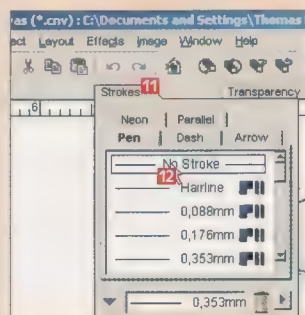 as (*.cnv) : C:\Documents and Settings\Thomas
ect Layout Effects Image Window Help
Strokes 11 Transparency
6
Neon Parallel
Pen Dash Arrow
No Stroke
12
Hairline
0,088mm
0,176mm
0,353mm
0,353mm